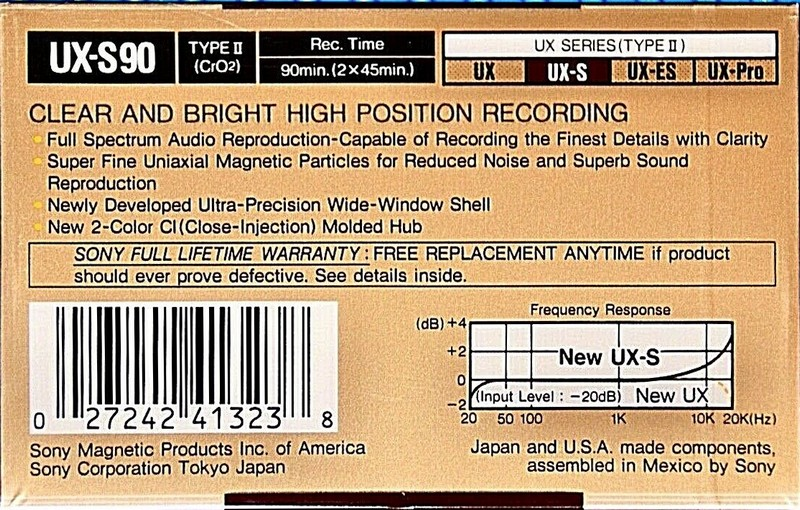 UX-S90
TYPE II
(CrO2)
Rec. Time
90min. (2×45min.)
UX SERIES (TYPE II)
UX UX-S UX-ES UX-Pro
CLEAR AND BRIGHT HIGH POSITION RECORDING
Full Spectrum Audio Reproduction-Capable of Recording the Finest Details with Clarity
Super Fine Uniaxial Magnetic Particles for Reduced Noise and Superb Sound
Reproduction
Newly Developed Ultra-Precision Wide-Window Shell
New 2-Color CI (Close-Injection) Molded Hub
SONY FULL LIFETIME WARRANTY: FREE REPLACEMENT ANYTIME if product
should ever prove defective. See details inside.
0 27242 41323 8
Sony Magnetic Products Inc. of America
Sony Corporation Tokyo Japan
Frequency Response
(dB) +4
+2
New UX-S
0
(Input Level : -20dB) New UX
-2
20 50 100 1K 10K 20K(Hz)
Japan and U.S.A. made components,
assembled in Mexico by Sony